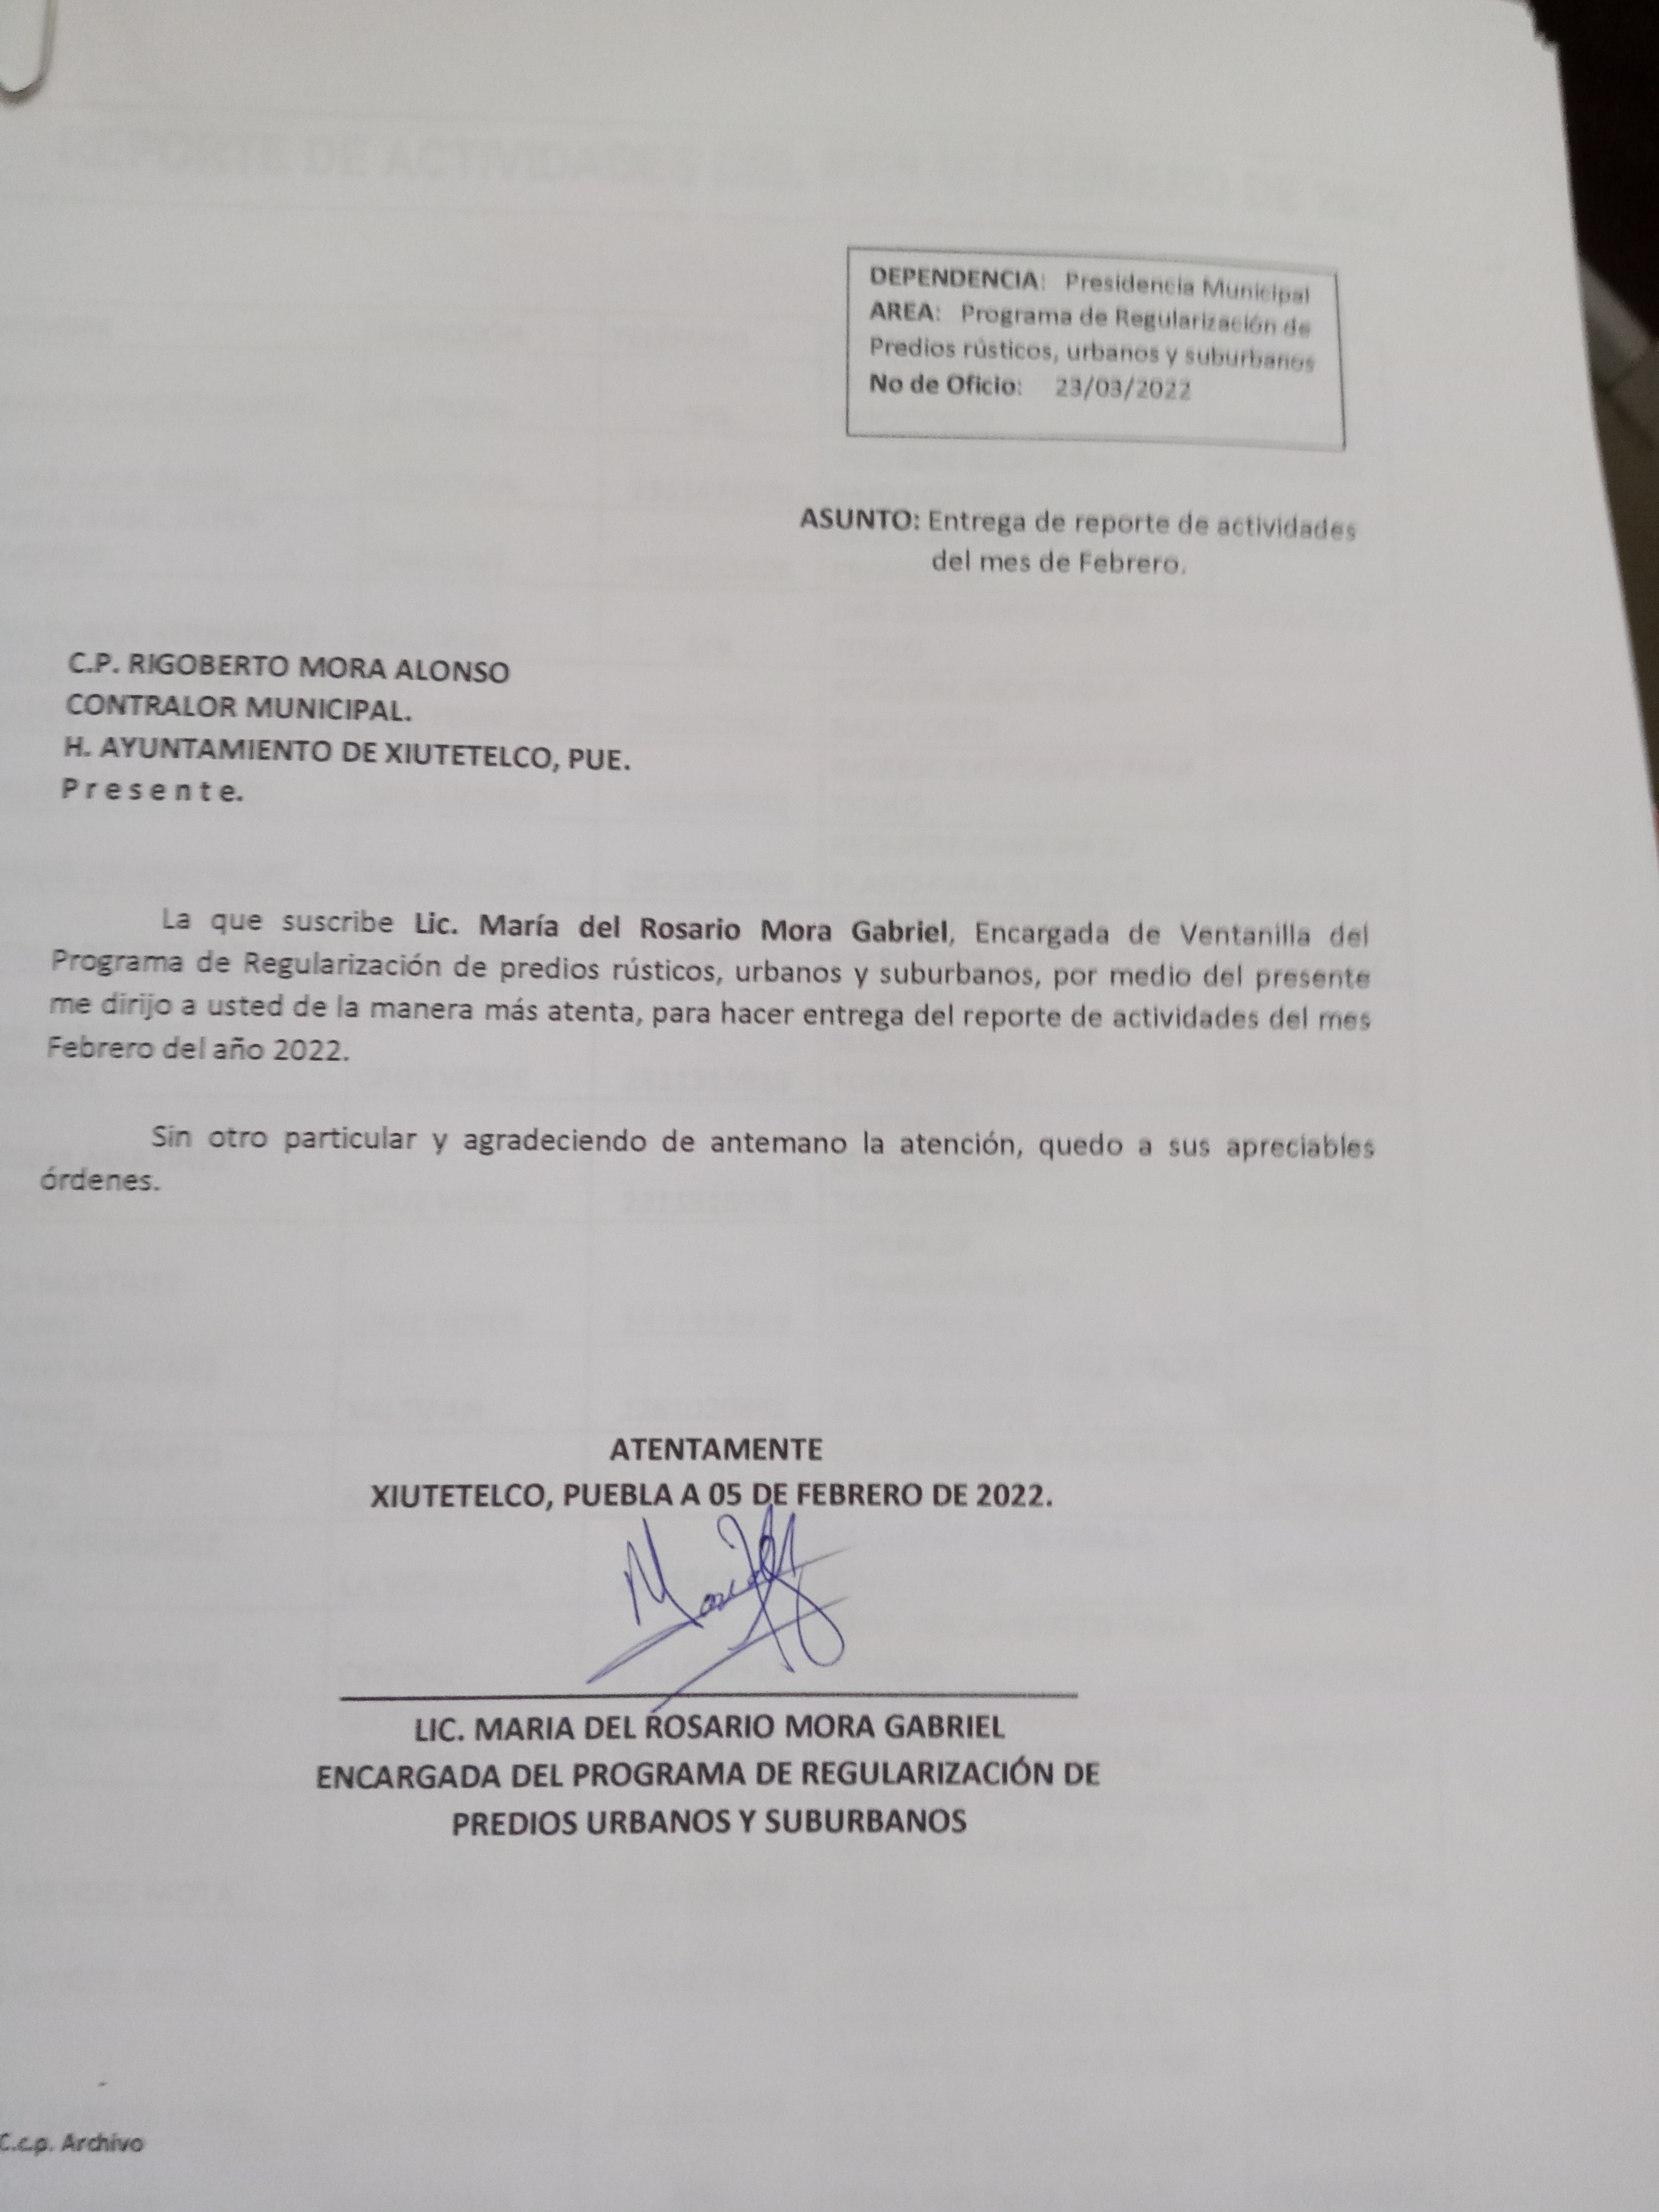 DEPENDENCIA: Presidencia Municipal
AREA: Programa de Regularización de
Predios rústicos, urbanos y suburbanos
No de Oficio: 23/03/2022
ASUNTO: Entrega de reporte de actividades
del mes de Febrero.
C.P. RIGOBERTO MORA ALONSO
CONTRALOR MUNICIPAL.
H. AYUNTAMIENTO DE XIUTETELCO, PUE.
P r e s e n t e.
La que suscribe Lic. María del Rosario Mora Gabriel, Encargada de Ventanilla del
Programa de Regularización de predios rústicos, urbanos y suburbanos, por medio del presente
me dirijo a usted de la manera más atenta, para hacer entrega del reporte de actividades del mes
Febrero del año 2022.
Sin otro particular y agradeciendo de antemano la atención, quedo a sus apreciables
órdenes.
ATENTAMENTE
XIUTETELCO, PUEBLA A 05 DE FEBRERO DE 2022.
LIC. MARIA DEL ROSARIO MORA GABRIEL
ENCARGADA DEL PROGRAMA DE REGULARIZACIÓN DE
PREDIOS URBANOS Y SUBURBANOS
C.c.p. Archivo